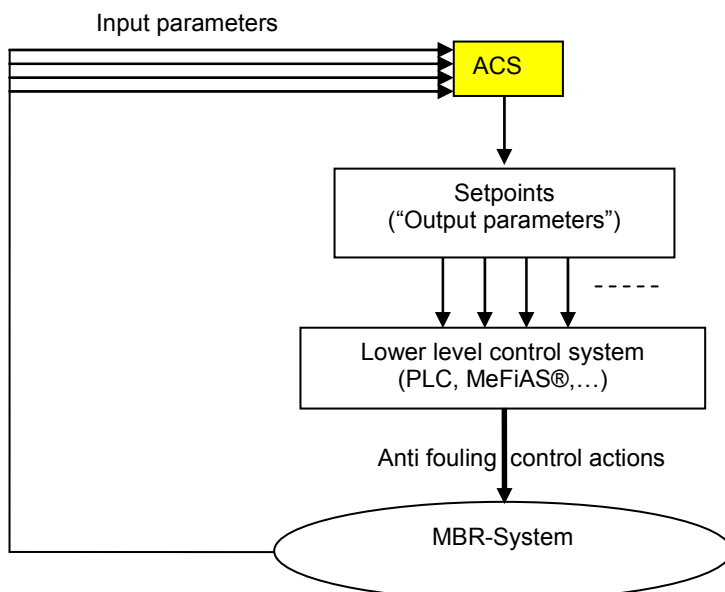 Input parameters
ACS
Setpoints
(“Output parameters”)
Lower level control system
(PLC, MeFiAS®,…)
Anti fouling control actions
MBR-System